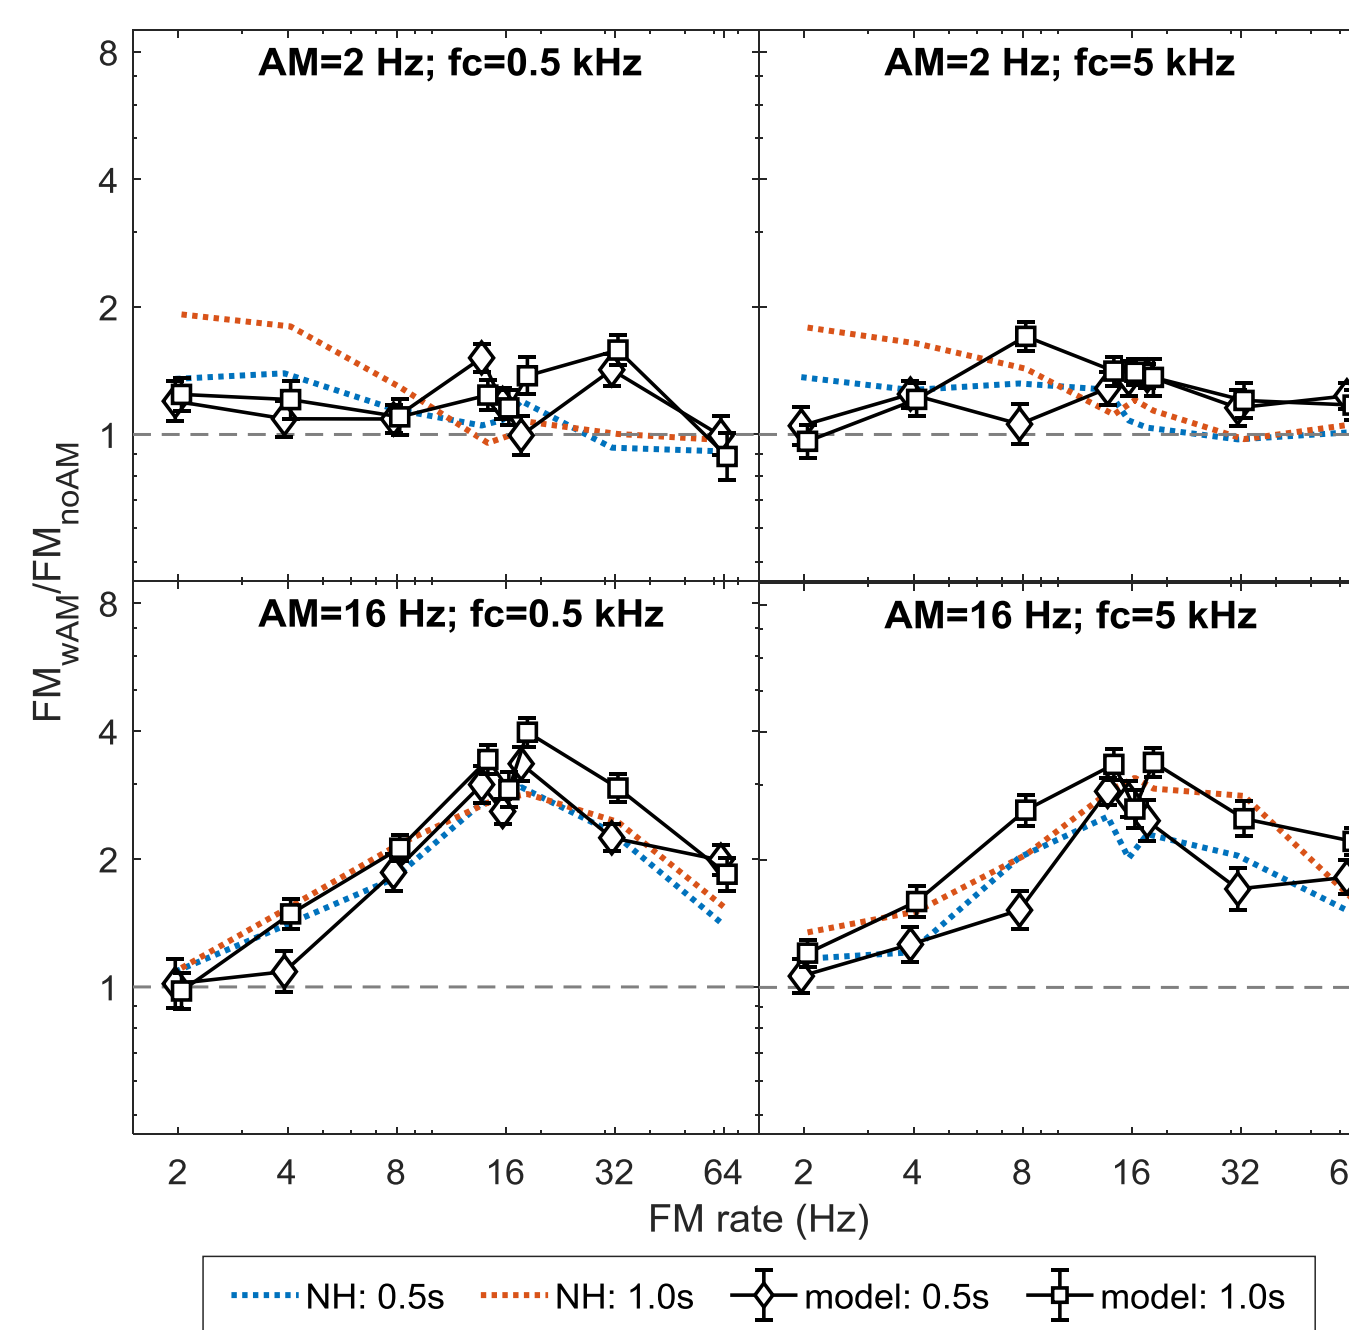 AM=2 Hz; fc=0.5 kHz
AM=2 Hz; fc=5 kHz
8
4
2
1
FM_wAM/FM_noAM
AM=16 Hz; fc=0.5 kHz
AM=16 Hz; fc=5 kHz
8
4
2
1
2 4 8 16 32 64 2 4 8 16 32 6
FM rate (Hz)
NH: 0.5s NH: 1.0s model: 0.5s model: 1.0s